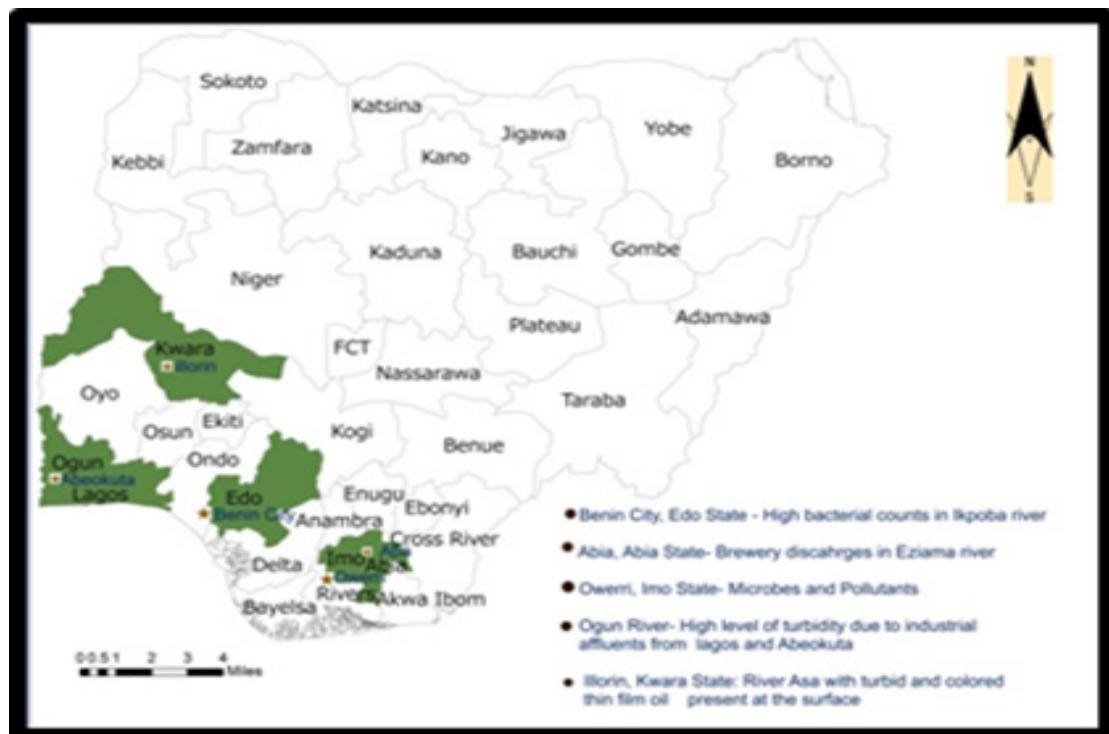 N
S
Sokoto
Katsina
Jigawa
Yobe
Zamfara
Kano
Kebbi
Borno
Kaduna
Bauchi
Gombe
Niger
Adamawa
Plateau
FCT
Kwara
Illorin
Nassarawa
Oyo
Taraba
Ekiti
Osun
Kogi
Benue
Ondo
Ogun
Abeokuta
Lagos
Edo
Benin City
Enugu
Ebonyi
Anambra
Cross River
Delta
Imo
Abia
Owerri
Rivers
Akwa Ibom
Bayelsa
Benin City, Edo State - High bacterial counts in Ikpoba river
Abia, Abia State- Brewery discahrges in Eziama river
Owerri, Imo State- Microbes and Pollutants
Ogun River- High level of turbidity due to industrial
affluents from lagos and Abeokuta
Illorin, Kwara State: River Asa with turbid and colored
thin film oil present at the surface
0 0.5 1 2 3 4
Miles